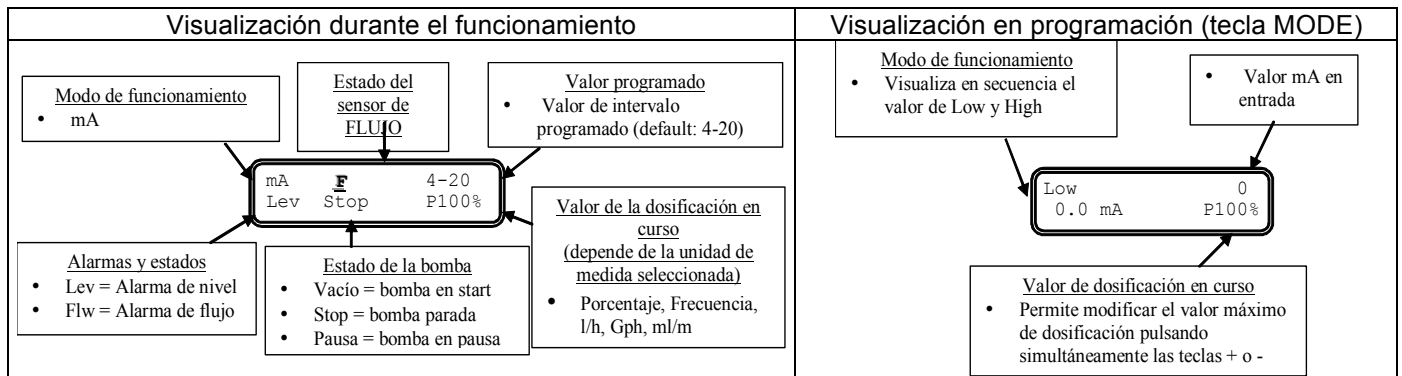 Visualización durante el funcionamiento
Modo de funcionamiento
• mA
Estado del
sensor de
FLUJO
Valor programado
• Valor de intervalo
programado (default: 4-20)
mA F 4-20
Lev Stop P100%
Alarmas y estados
• Lev = Alarma de nivel
• Flw = Alarma de flujo
Estado de la bomba
• Vacío = bomba en start
• Stop = bomba parada
• Pausa = bomba en pausa
Valor de la dosificación en
curso
(depende de la unidad de
medida seleccionada)
• Porcentaje, Frecuencia,
l/h, Gph, ml/m
Visualización en programación (tecla MODE)
Modo de funcionamiento
• Visualiza en secuencia el
valor de Low y High
• Valor mA en
entrada
Low 0
0.0 mA P100%
Valor de dosificación en curso
• Permite modificar el valor máximo
de dosificación pulsando
simultáneamente las teclas + o -